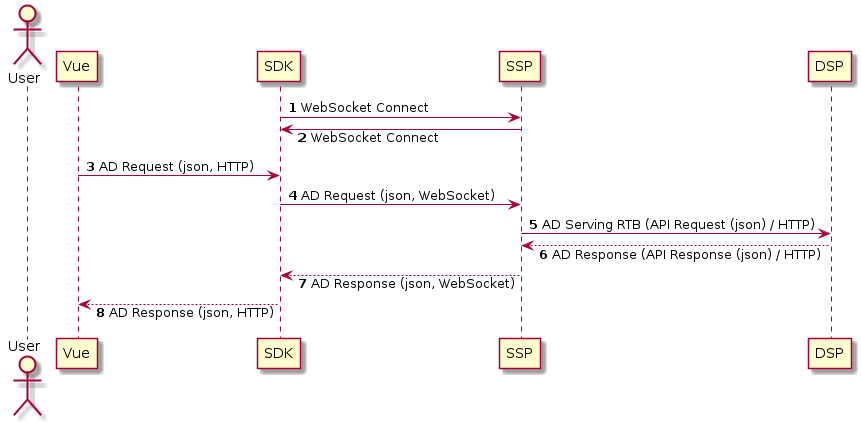 User
Vue
SDK
SSP
DSP
1 WebSocket Connect
2 WebSocket Connect
3 AD Request (json, HTTP)
4 AD Request (json, WebSocket)
5 AD Serving RTB (API Request (json) / HTTP)
6 AD Response (API Response (json) / HTTP)
7 AD Response (json, WebSocket)
8 AD Response (json, HTTP)
User
Vue
SDK
SSP
DSP